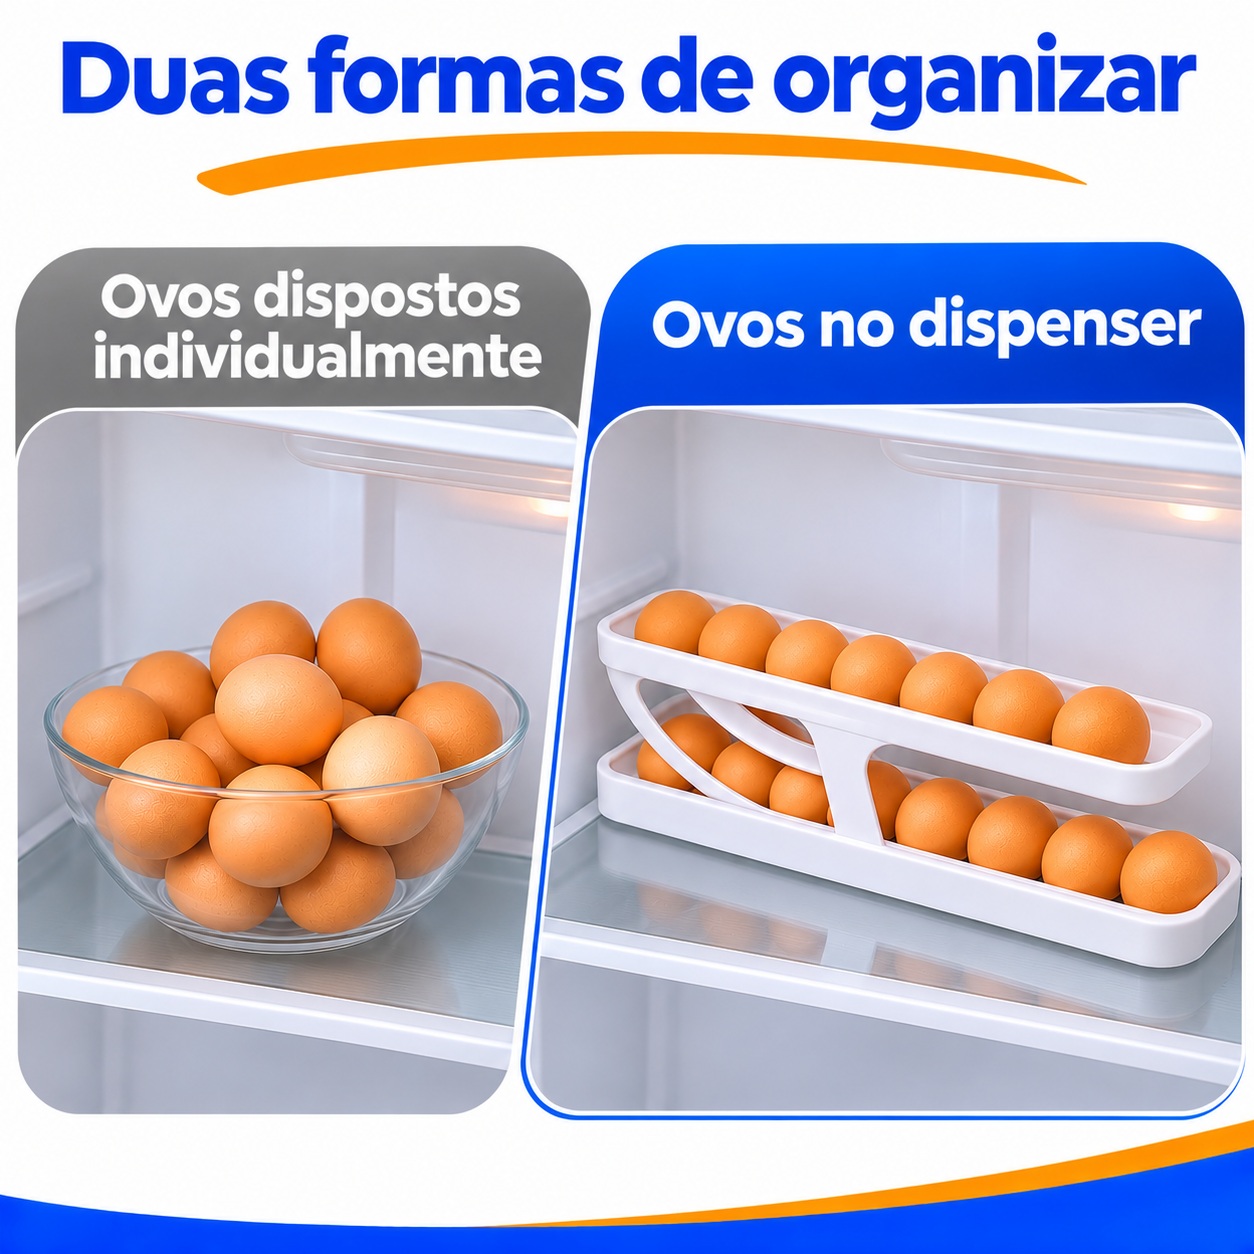 Duas formas de organizar
Ovos dispostos
individualmente
Ovos no dispenser